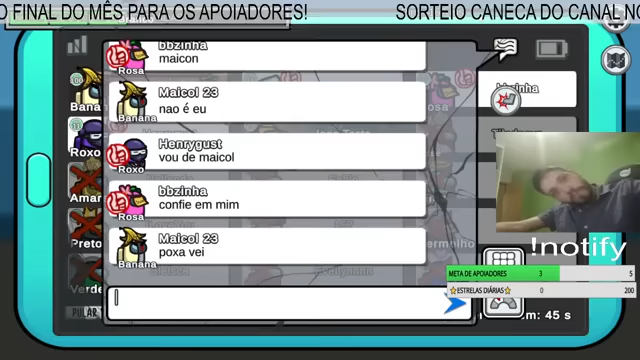 O FINAL DO MÊS PARA OS APOIADORES!
SORTEIO CANECA DO CANAL NO
bbzinha
maicon
Rosa
Maicol 23
nao é eu
Banana
Henrygust
vou de maicol
Roxo
bbzinha
confie em mim
Rosa
Maicol 23
poxa vei
Banana
Banan
Roxo
Amar
Preto
Verde
PULAR
!notify
META DE APOIADORES 3 5
ESTRELAS DIÁRIAS 0 200
em: 45 s